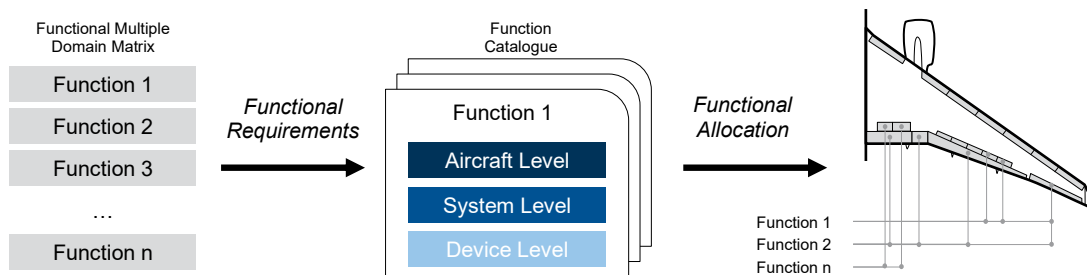 Functional Multiple
Domain Matrix
Function 1
Function 2
Function 3
...
Function n
Functional
Requirements
Function
Catalogue
Function 1
Aircraft Level
System Level
Device Level
Functional
Allocation
Function 1
Function 2
Function n